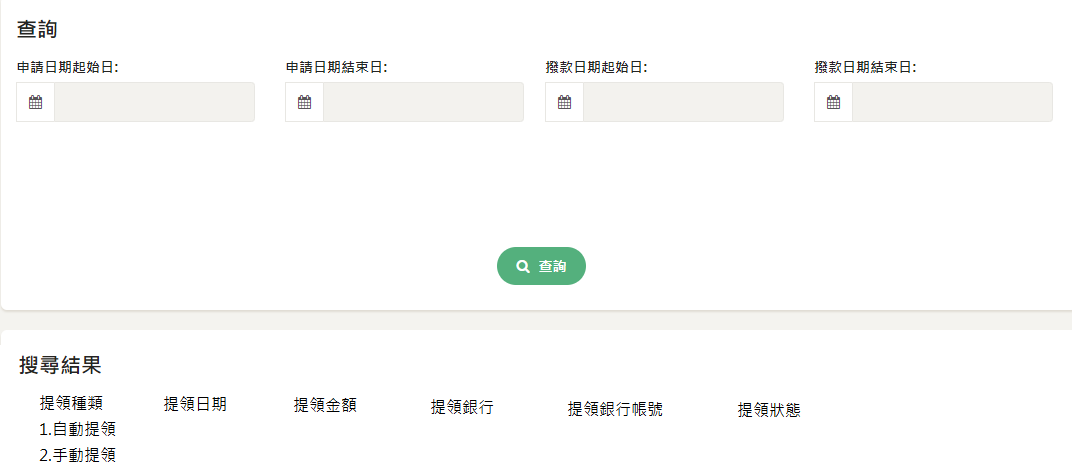 查詢
申請日期起始日: 申請日期結束日: 撥款日期起始日: 撥款日期結束日:
查詢
搜尋結果
提領種類 提領日期 提領金額 提領銀行 提領銀行帳號 提領狀態
1.自動提領
2.手動提領